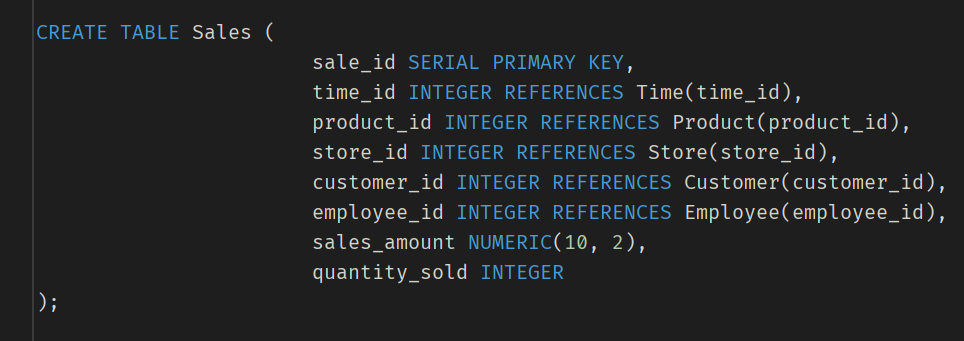 CREATE TABLE Sales (
sale_id SERIAL PRIMARY KEY,
time_id INTEGER REFERENCES Time(time_id),
product_id INTEGER REFERENCES Product(product_id),
store_id INTEGER REFERENCES Store(store_id),
customer_id INTEGER REFERENCES Customer(customer_id),
employee_id INTEGER REFERENCES Employee(employee_id),
sales_amount NUMERIC(10, 2),
quantity_sold INTEGER
);